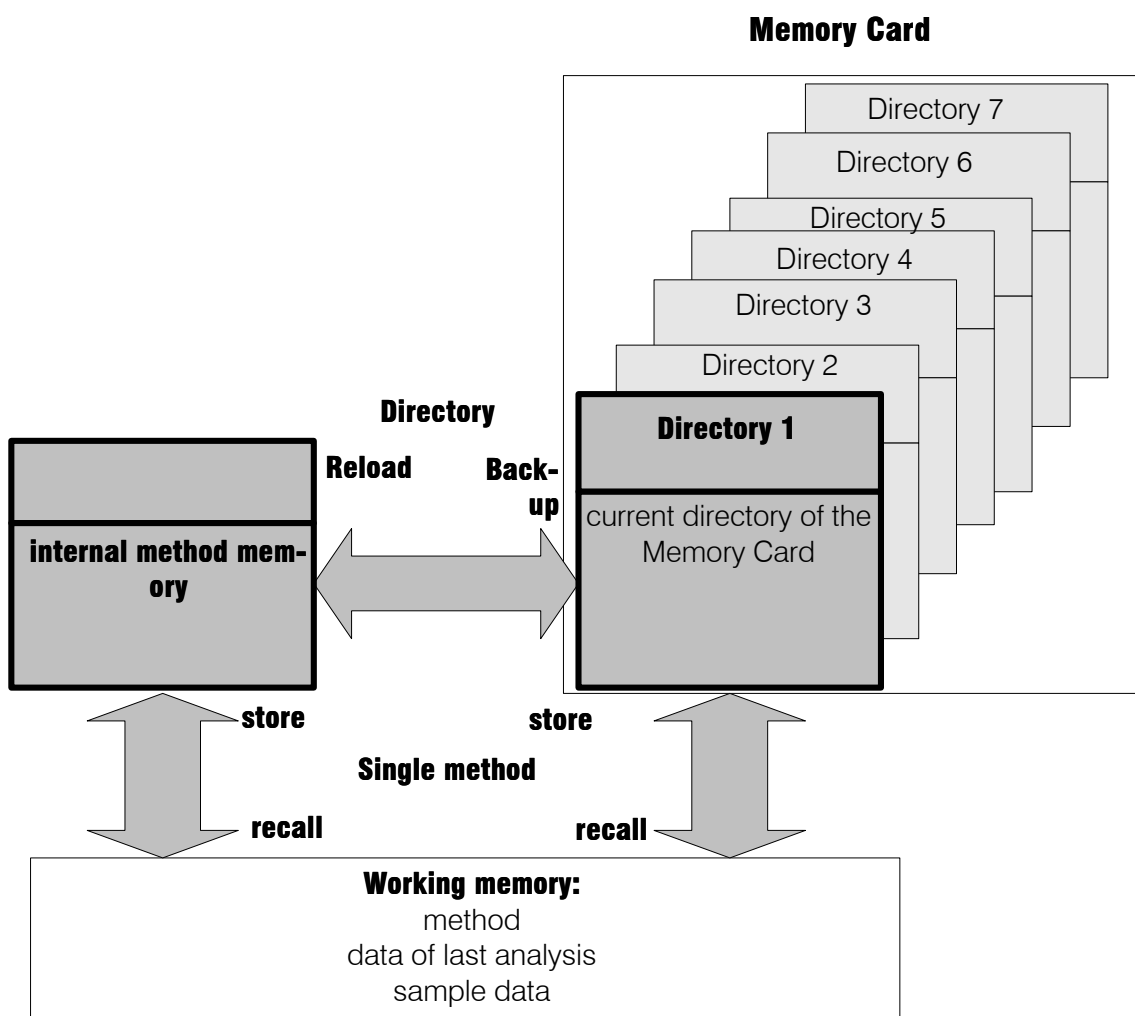 Memory Card
Directory 7
Directory 6
Directory 5
Directory 4
Directory 3
Directory 2
Directory 1
current directory of the
Memory Card
Directory
Reload
Back-
up
internal method mem-
ory
store
store
Single method
recall
recall
Working memory:
method
data of last analysis
sample data